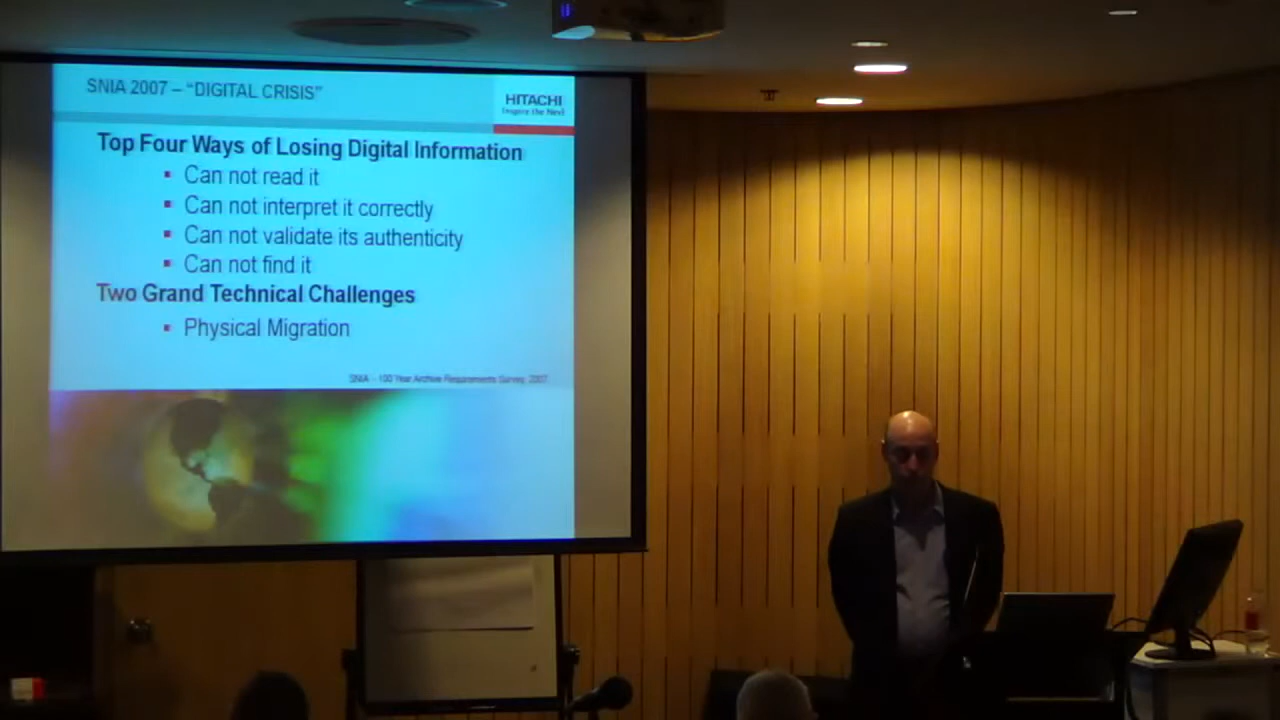 SNIA 2007 – “DIGITAL CRISIS”
HITACHI
Inspire the Next
Top Four Ways of Losing Digital Information
▪ Can not read it
▪ Can not interpret it correctly
▪ Can not validate its authenticity
▪ Can not find it
Two Grand Technical Challenges
▪ Physical Migration
SNIA - 100 Year Archive Requirements Survey, 2007